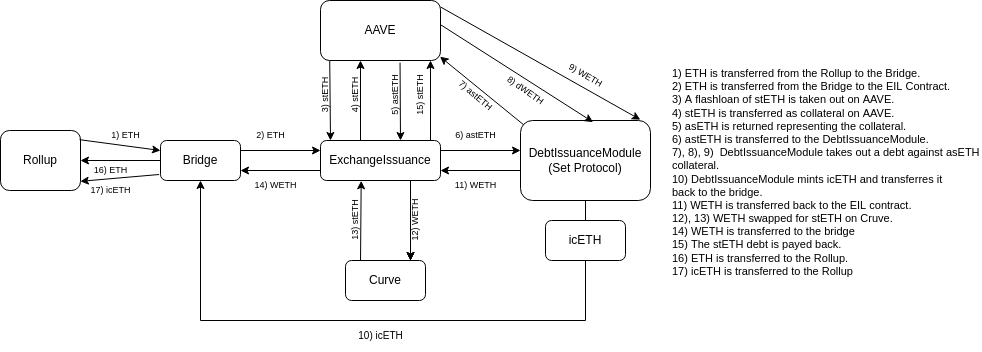 AAVE
3) stETH
4) stETH
5) astETH
15) stETH
7) astETH
8) dWETH
9) WETH
Rollup
1) ETH
16) ETH
17) icETH
Bridge
2) ETH
14) WETH
ExchangeIssuance
6) astETH
11) WETH
DebtIssuanceModule
(Set Protocol)
13) stETH
12) WETH
Curve
icETH
10) icETH
1) ETH is transferred from the Rollup to the Bridge.
2) ETH is transferred from the Bridge to the EIL Contract.
3) A flashloan of stETH is taken out on AAVE.
4) stETH is transferred as collateral on AAVE.
5) asETH is returned representing the collateral.
6) astETH is transferred to the DebtIssuanceModule.
7), 8), 9)  DebtIssuanceModule takes out a debt against asETH
collateral.
10) DebtIssuanceModule mints icETH and transferres it
back to the bridge.
11) WETH is transferred back to the EIL contract.
12), 13) WETH swapped for stETH on Cruve.
14) WETH is transferred to the bridge
15) The stETH debt is payed back.
16) ETH is transferred to the Rollup.
17) icETH is transferred to the Rollup